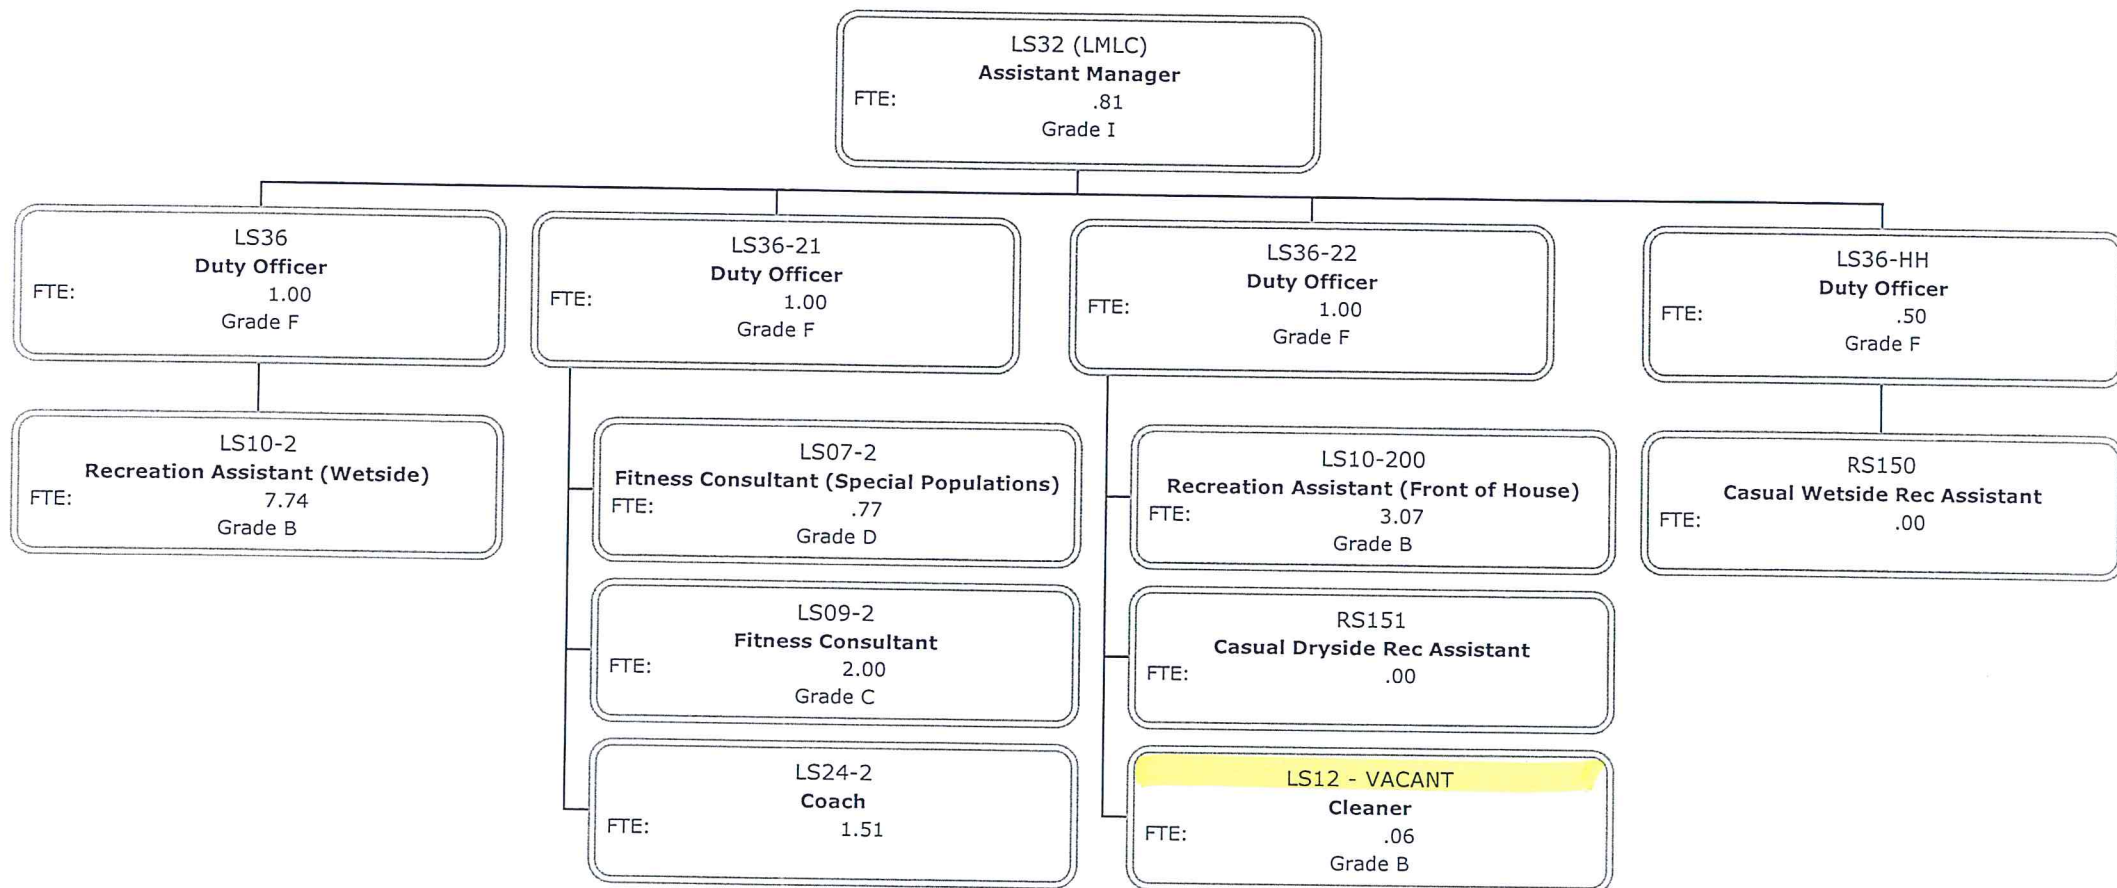 LS32 (LMLC)
Assistant Manager
FTE: .81
Grade I
LS36
Duty Officer
FTE: 1.00
Grade F
LS36-21
Duty Officer
FTE: 1.00
Grade F
LS36-22
Duty Officer
FTE: 1.00
Grade F
LS36-HH
Duty Officer
FTE: .50
Grade F
LS10-2
Recreation Assistant (Wetside)
FTE: 7.74
Grade B
LS07-2
Fitness Consultant (Special Populations)
FTE: .77
Grade D
LS09-2
Fitness Consultant
FTE: 2.00
Grade C
LS24-2
Coach
FTE: 1.51
LS10-200
Recreation Assistant (Front of House)
FTE: 3.07
Grade B
RS151
Casual Dryside Rec Assistant
FTE: .00
LS12 - VACANT
Cleaner
FTE: .06
Grade B
RS150
Casual Wetside Rec Assistant
FTE: .00